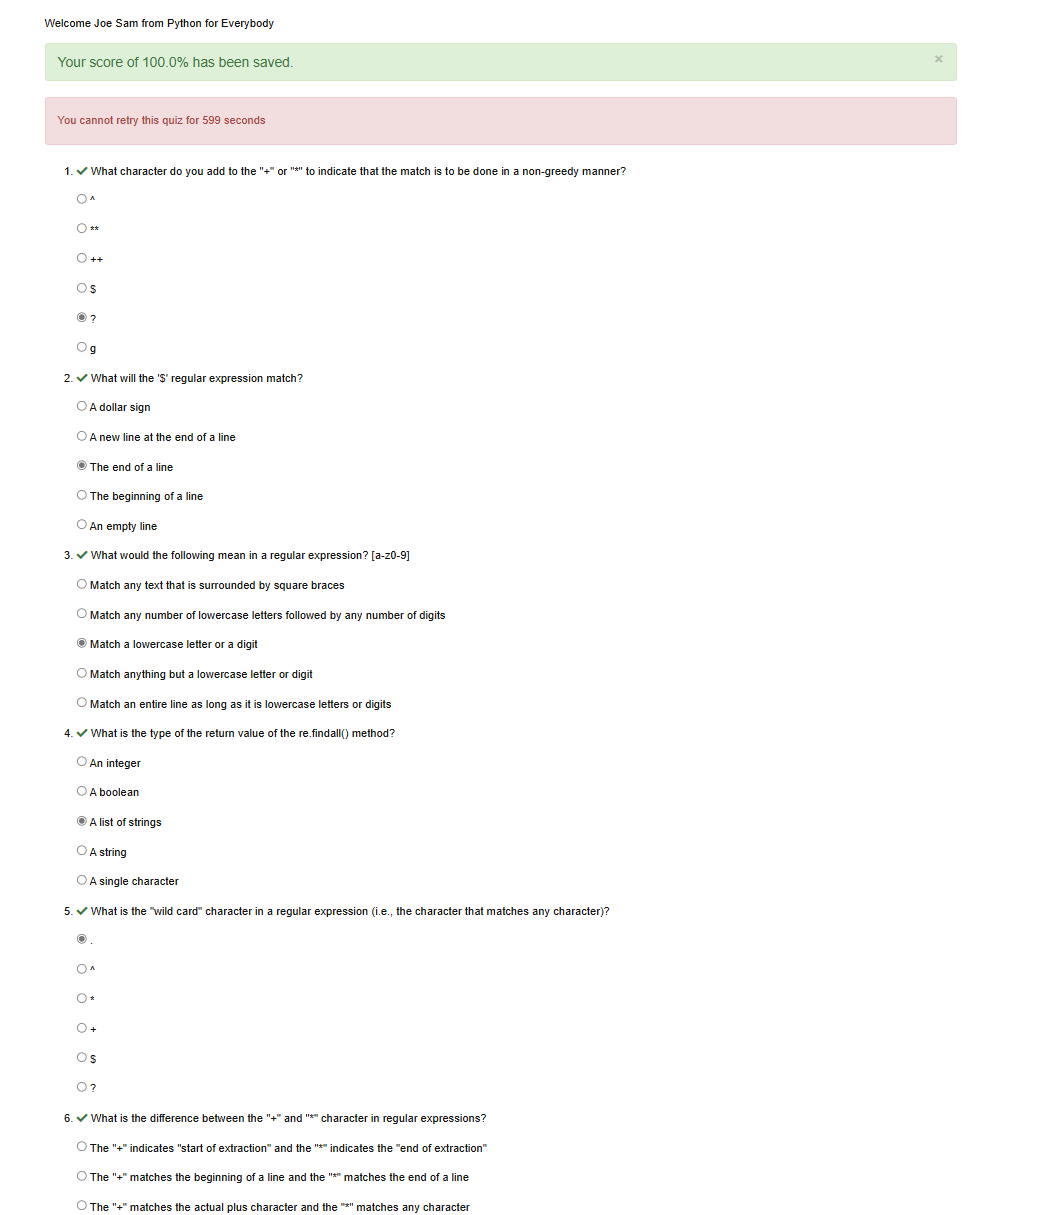 Welcome Joe Sam from Python for Everybody
Your score of 100.0% has been saved.
×
You cannot retry this quiz for 599 seconds
1. ✔ What character do you add to the "+" or "*" to indicate that the match is to be done in a non-greedy manner?
^
**
++
$
?
g
2. ✔ What will the '$' regular expression match?
A dollar sign
A new line at the end of a line
The end of a line
The beginning of a line
An empty line
3. ✔ What would the following mean in a regular expression? [a-z0-9]
Match any text that is surrounded by square braces
Match any number of lowercase letters followed by any number of digits
Match a lowercase letter or a digit
Match anything but a lowercase letter or digit
Match an entire line as long as it is lowercase letters or digits
4. ✔ What is the type of the return value of the re.findall() method?
An integer
A boolean
A list of strings
A string
A single character
5. ✔ What is the "wild card" character in a regular expression (i.e., the character that matches any character)?
.
^
*
+
$
?
6. ✔ What is the difference between the "+" and "*" character in regular expressions?
The "+" indicates "start of extraction" and the "*" indicates the "end of extraction"
The "+" matches the beginning of a line and the "*" matches the end of a line
The "+" matches the actual plus character and the "*" matches any character